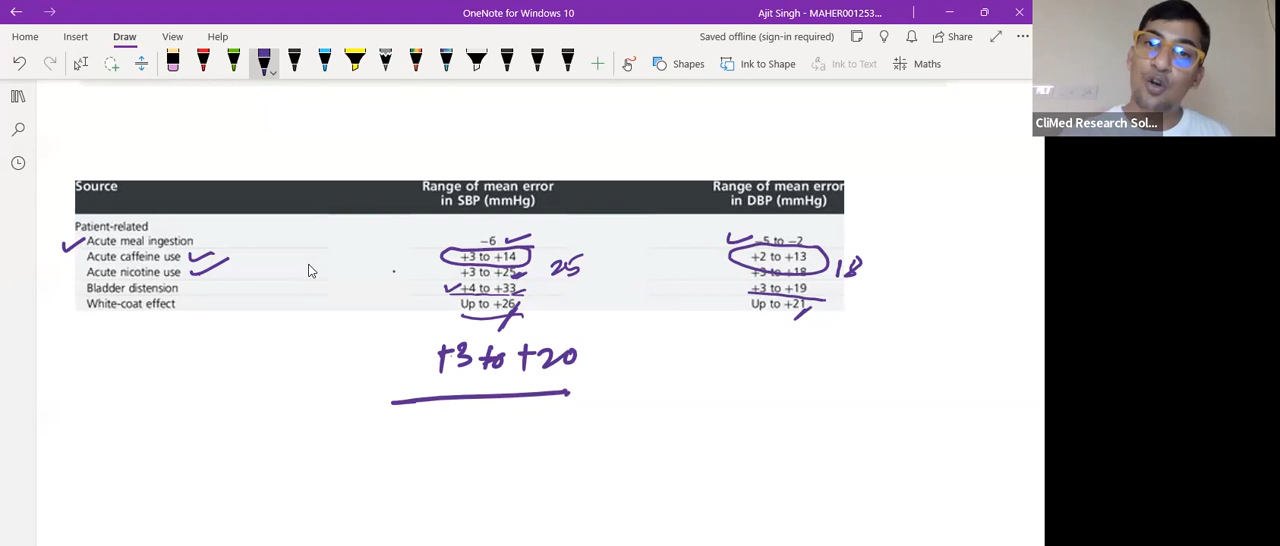 OneNote for Windows 10
Ajit Singh - MAHER001253...
Home Insert Draw View Help
Saved offline (sign-in required) Share
Shapes Ink to Shape Ink to Text Maths
CliMed Research Sol...
Source Range of mean error in SBP (mmHg) Range of mean error in DBP (mmHg)
Patient-related
Acute meal ingestion −6 −5 to −2
Acute caffeine use +3 to +14 +2 to +13
Acute nicotine use +3 to +25 25 +3 to +18 18
Bladder distension +4 to +33 +3 to +19
White-coat effect Up to +26 Up to +21
+3 to +20